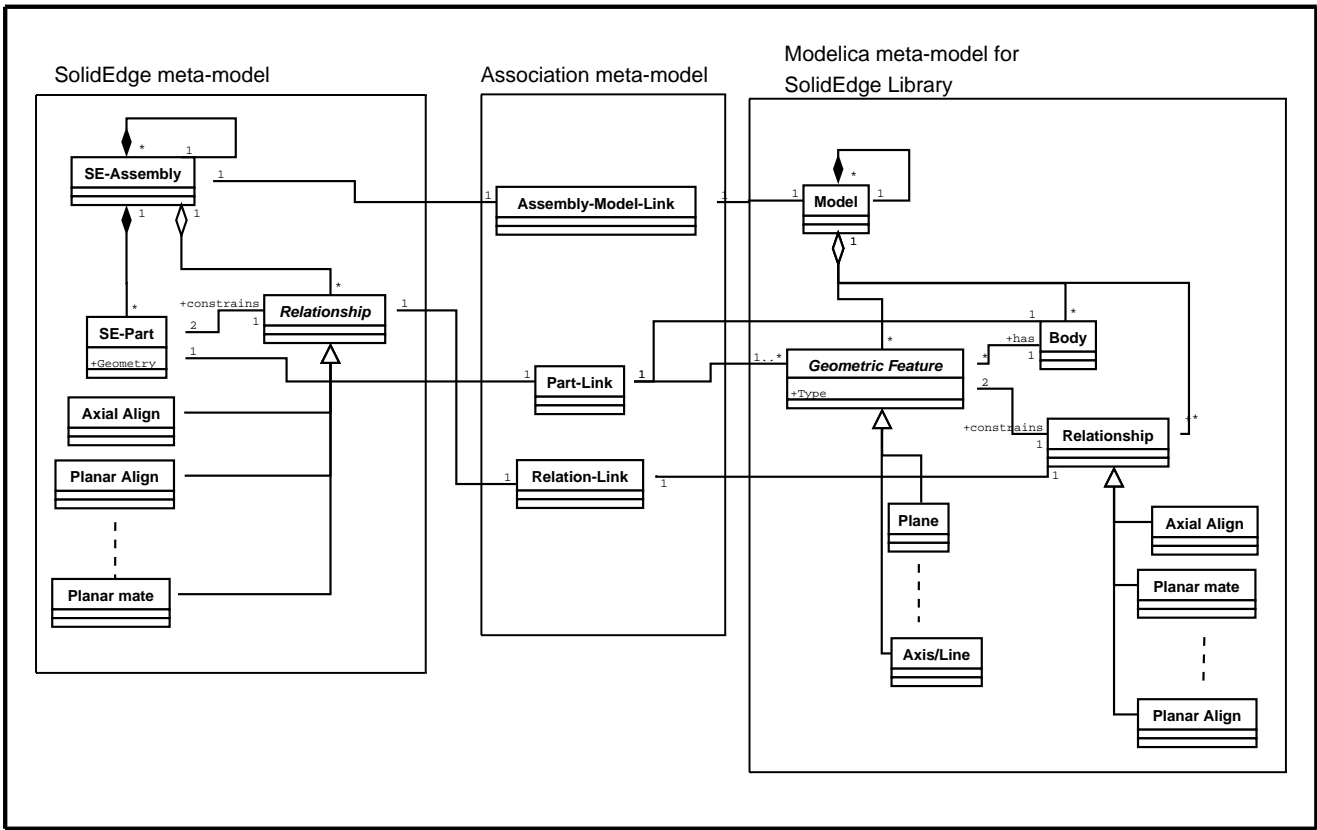 SolidEdge meta-model
Association meta-model
Modelica meta-model for
SolidEdge Library
*
1
SE-Assembly
1
1
1
*
*
SE-Part
+Geometry
+constrains
2
1
Relationship
1
1
Axial Align
Planar Align
Planar mate
1
Assembly-Model-Link
1
1
Part-Link
1
1
Relation-Link
1
*
1
Model
1
1
*
1
Body
+has
*
1
1..*
*
Geometric Feature
+Type
2
+constrains
1
*
Relationship
1
Plane
Axis/Line
Axial Align
Planar mate
Planar Align